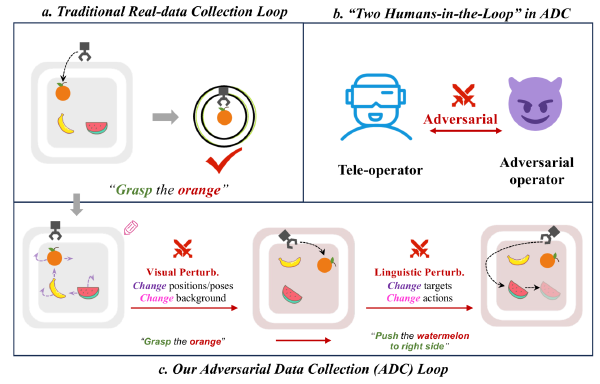 a. Traditional Real-data Collection Loop
b. “Two Humans-in-the-Loop” in ADC
Adversarial
Tele-operator
Adversarial
operator
“Grasp the orange”
Visual Perturb.
Change positions/poses
Change background
“Grasp the orange”
Linguistic Perturb.
Change targets
Change actions
“Push the watermelon
to right side”
c. Our Adversarial Data Collection (ADC) Loop